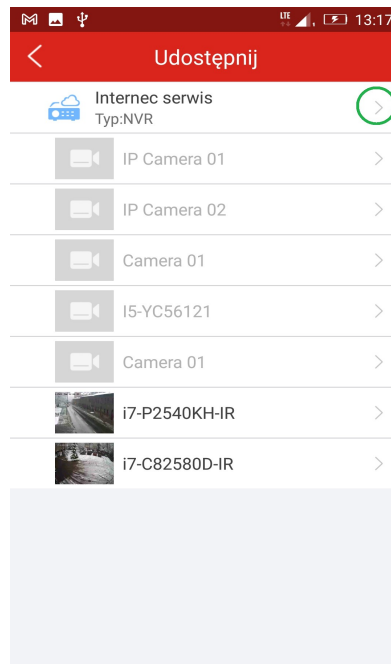 LTE 13:17
Udostępnij
Internec serwis
Typ:NVR
IP Camera 01
IP Camera 02
Camera 01
I5-YC56121
Camera 01
i7-P2540KH-IR
i7-C82580D-IR